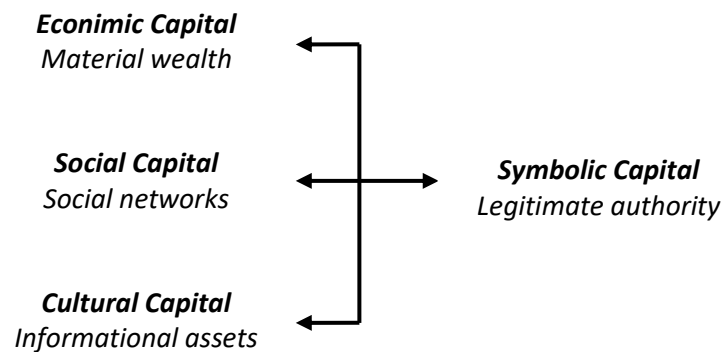 Econimic Capital
Material wealth
Social Capital
Social networks
Symbolic Capital
Legitimate authority
Cultural Capital
Informational assets